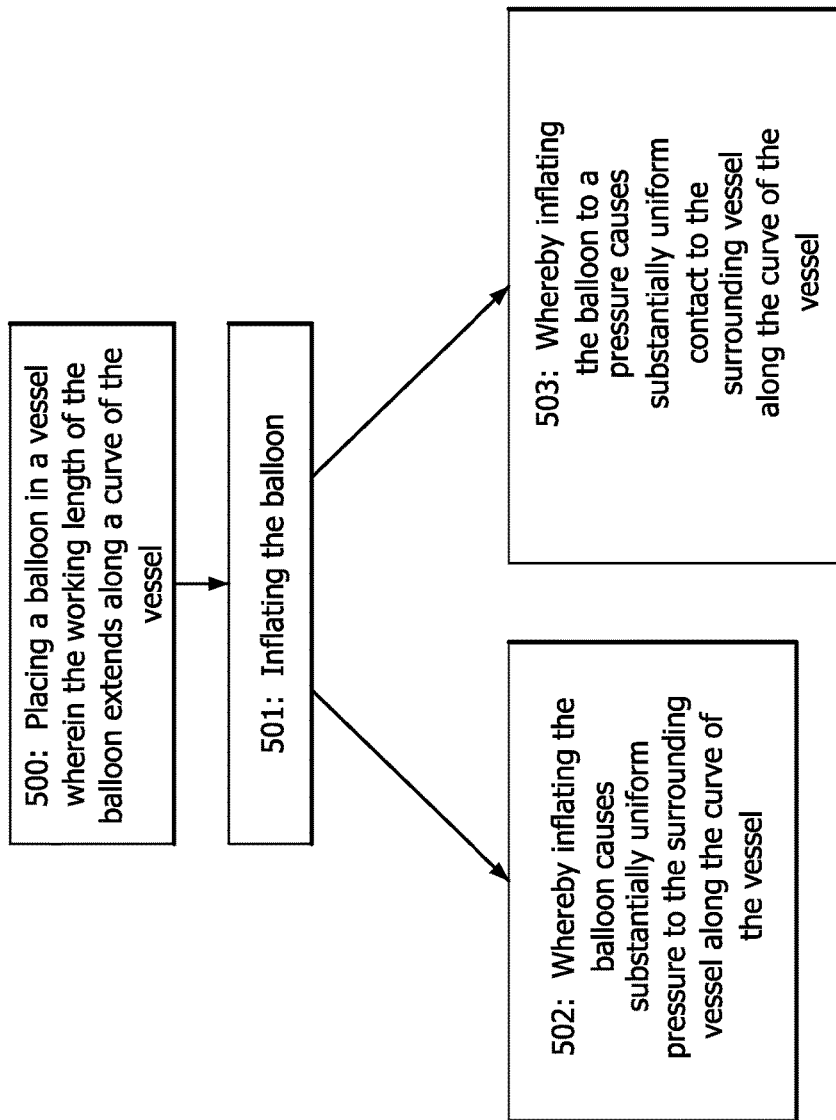 500: Placing a balloon in a vessel
wherein the working length of the
balloon extends along a curve of the
vessel
501: Inflating the balloon
502: Whereby inflating the
balloon causes
substantially uniform
pressure to the surrounding
vessel along the curve of
the vessel
503: Whereby inflating
the balloon to a
pressure causes
substantially uniform
contact to the
surrounding vessel
along the curve of the
vessel